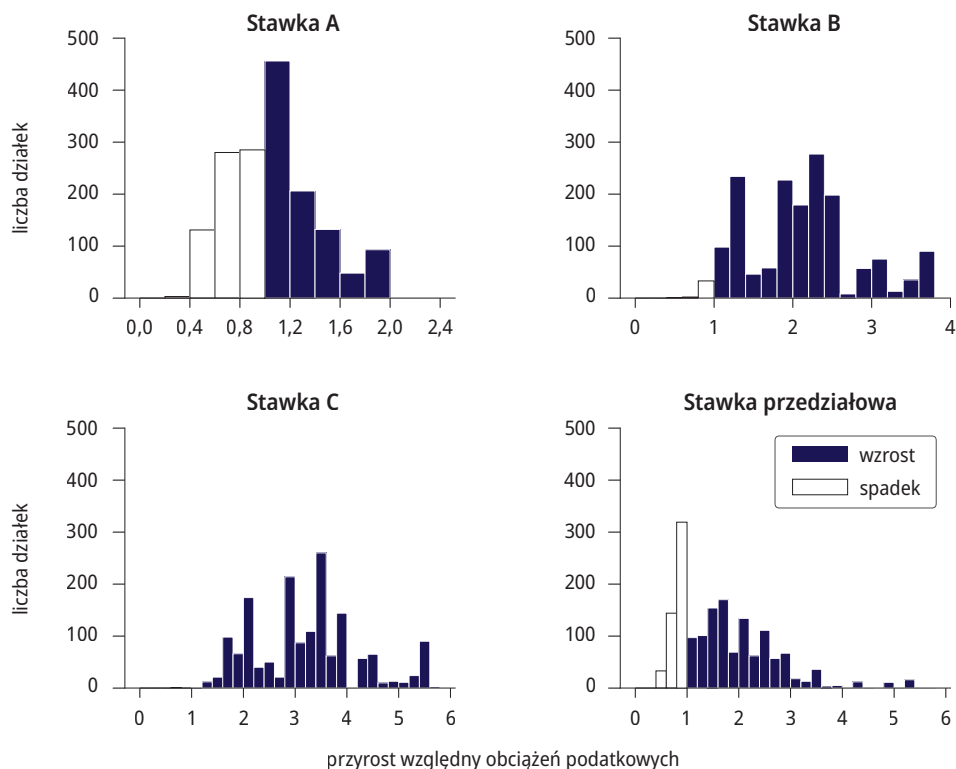 Stawka A
500
400
300
200
100
0
liczba działek
0,0 0,4 0,8 1,2 1,6 2,0 2,4
Stawka B
500
400
300
200
100
0
0 1 2 3 4
Stawka C
500
400
300
200
100
0
liczba działek
0 1 2 3 4 5 6
Stawka przedziałowa
500
400
300
200
100
0
wzrost
spadek
0 1 2 3 4 5 6
przyrost względny obciążeń podatkowych